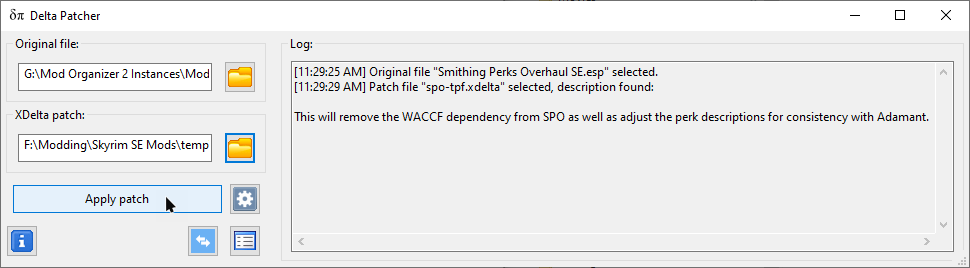 δπ Delta Patcher
Original file:
G:\Mod Organizer 2 Instances\Mod
XDelta patch:
F:\Modding\Skyrim SE Mods\temp
Apply patch
Log:
[11:29:25 AM] Original file "Smithing Perks Overhaul SE.esp" selected.
[11:29:29 AM] Patch file "spo-tpf.xdelta" selected, description found:
This will remove the WACCF dependency from SPO as well as adjust the perk descriptions for consistency with Adamant.